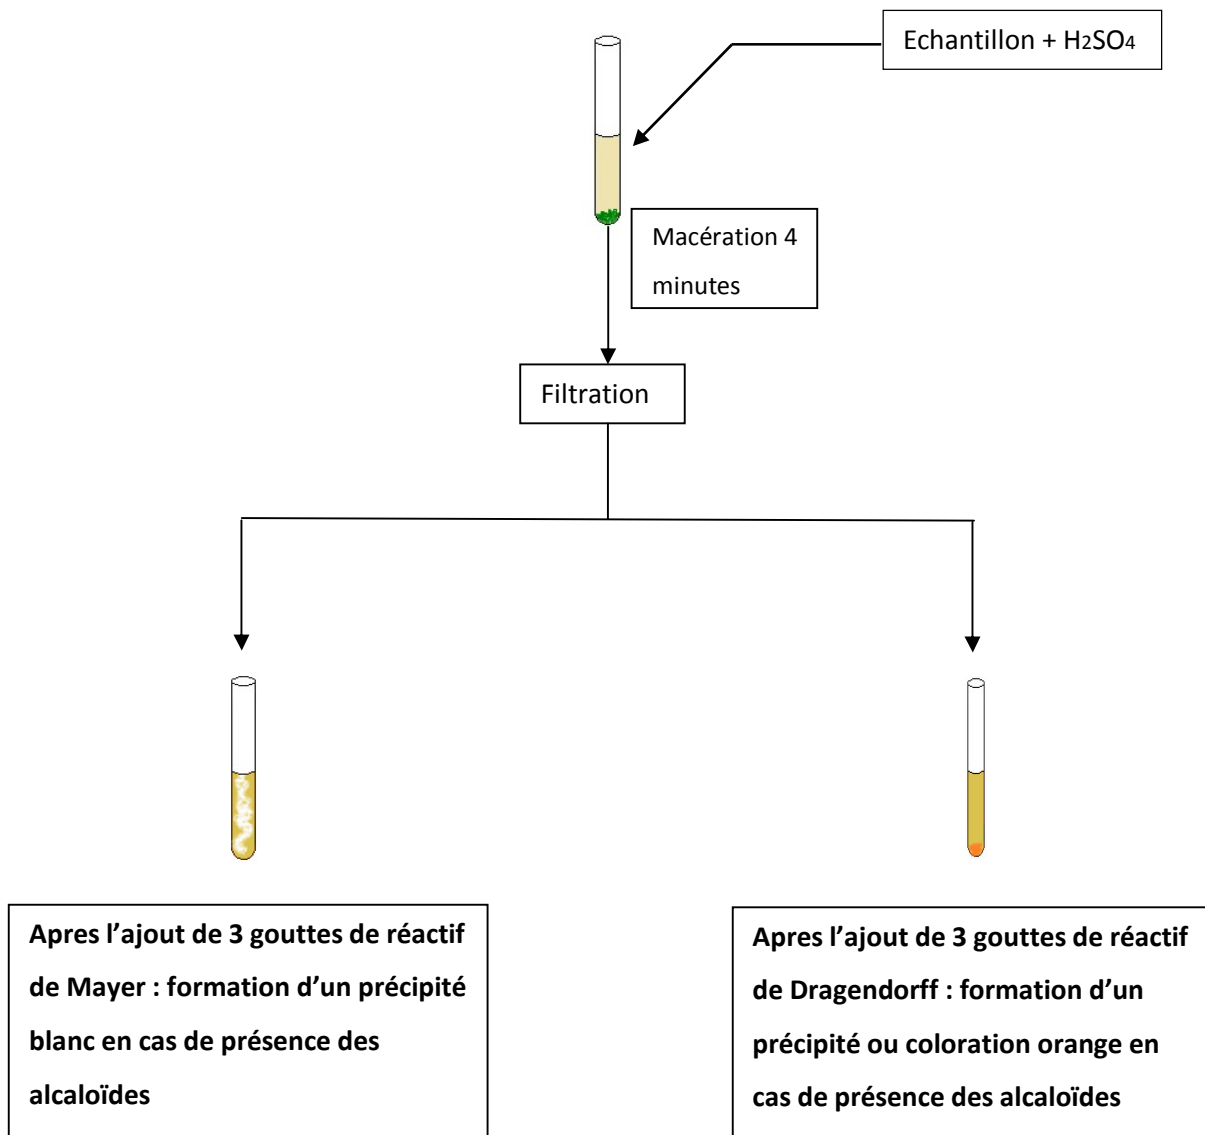 Echantillon + H2SO4
Macération 4
minutes
Filtration
Apres l’ajout de 3 gouttes de réactif
de Mayer : formation d’un précipité
blanc en cas de présence des
alcaloïdes
Apres l’ajout de 3 gouttes de réactif
de Dragendorff : formation d’un
précipité ou coloration orange en
cas de présence des alcaloïdes